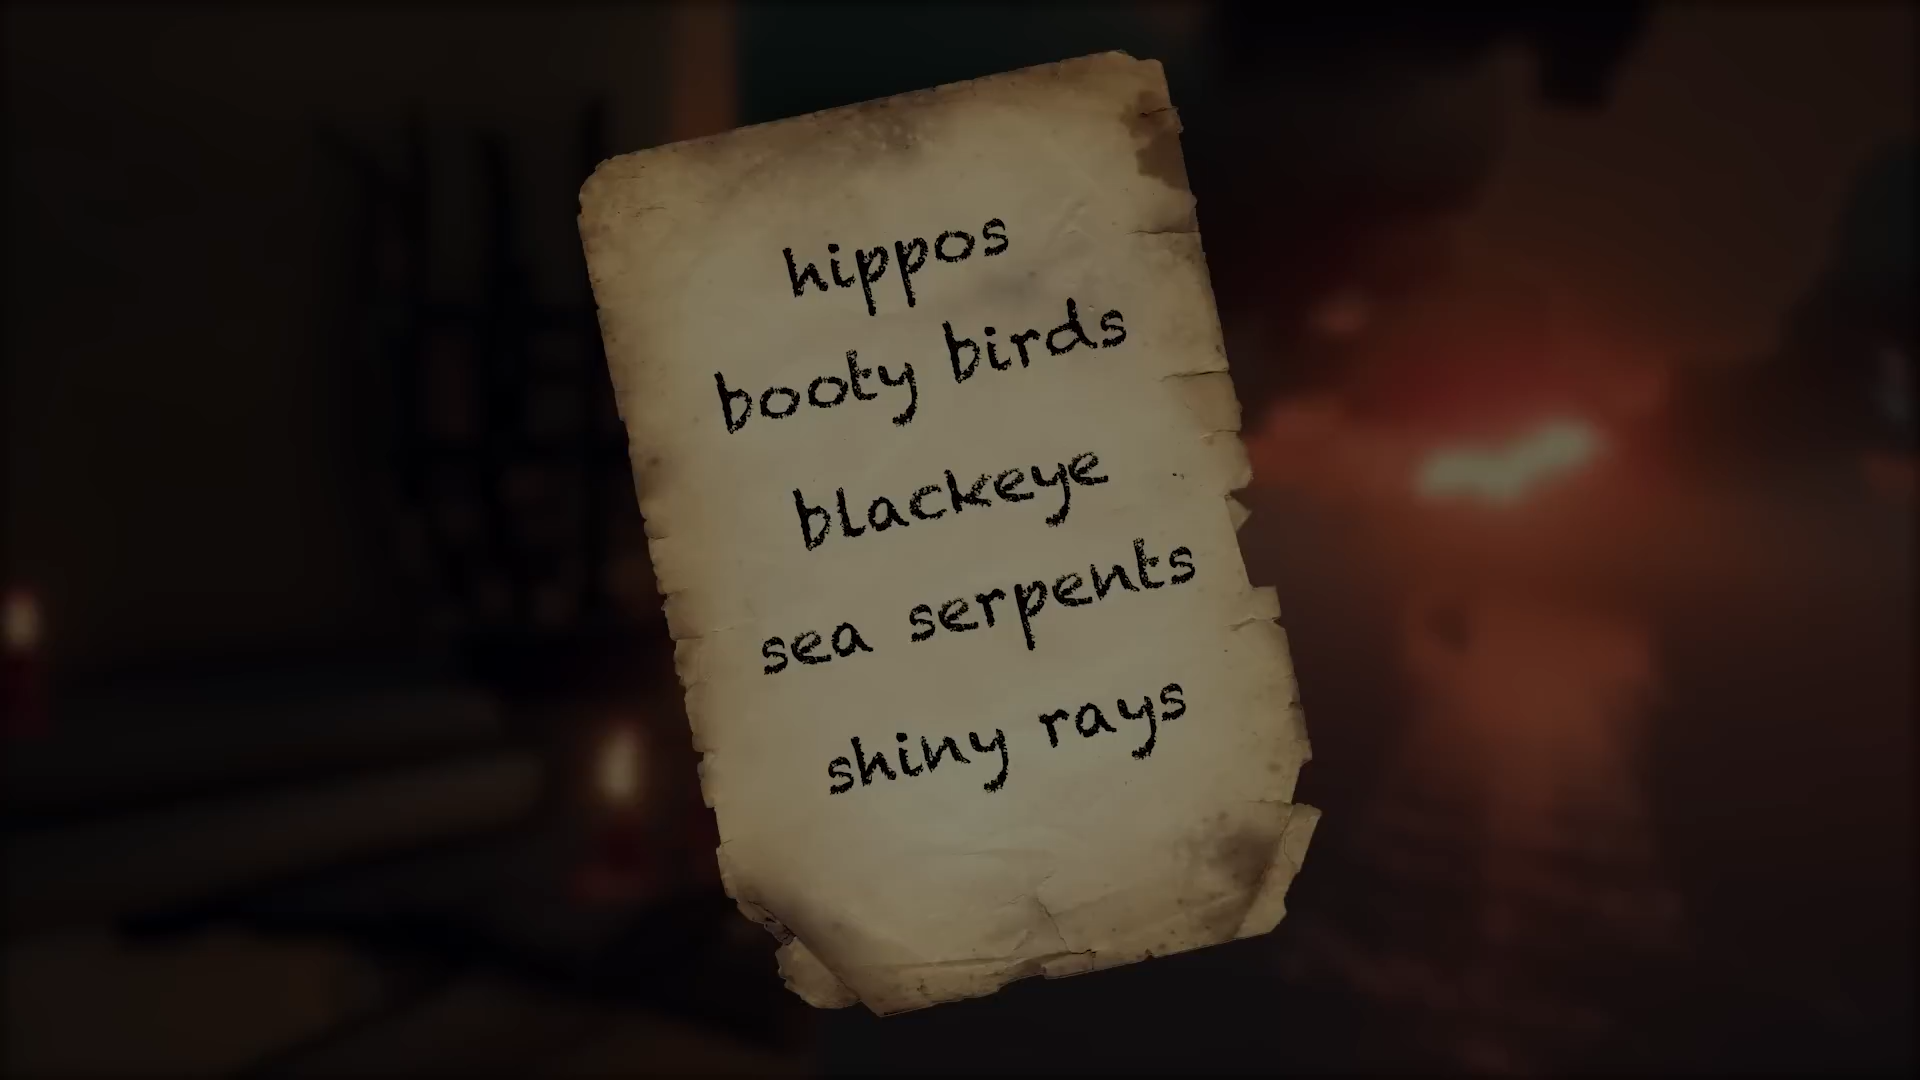 hippos
booty birds
blackeye
sea serpents
shiny rays